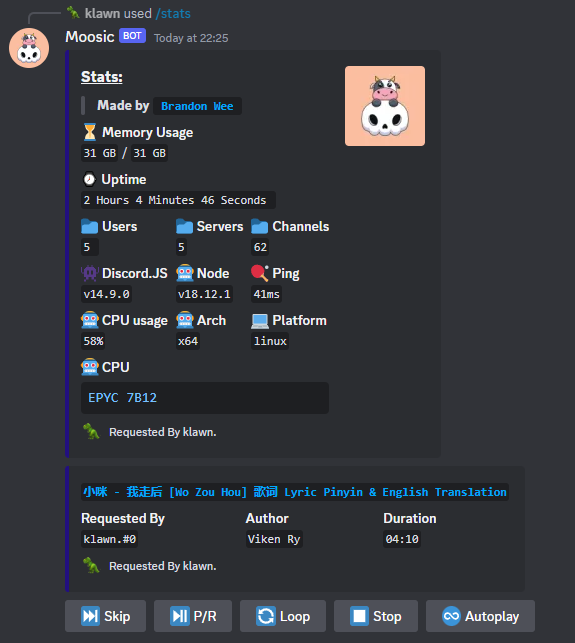 klawn used /stats
Moosic BOT Today at 22:25
Stats:
Made by Brandon Wee
Memory Usage
31 GB / 31 GB
Uptime
2 Hours 4 Minutes 46 Seconds
Users Servers Channels
5 5 62
Discord.JS Node Ping
v14.9.0 v18.12.1 41ms
CPU usage Arch Platform
58% x64 linux
CPU
EPYC 7B12
Requested By klawn.
小咪 - 我走后 [Wo Zou Hou] 歌词 Lyric Pinyin & English Translation
Requested By Author Duration
klawn.#0 Viken Ry 04:10
Requested By klawn.
Skip P/R Loop Stop Autoplay